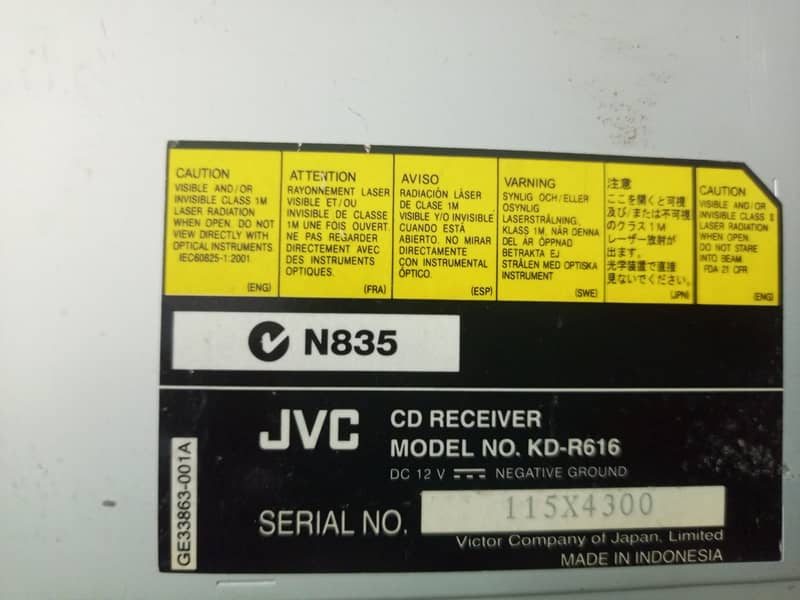 CAUTION
VISIBLE AND/OR
INVISIBLE CLASS 1M
LASER RADIATION
WHEN OPEN. DO NOT
VIEW DIRECTLY WITH
OPTICAL INSTRUMENTS.
IEC60825-1:2001.
(ENG)
ATTENTION
RAYONNEMENT LASER
VISIBLE ET/OU
INVISIBLE DE CLASSE
1M UNE FOIS OUVERT.
NE PAS REGARDER
DIRECTEMENT AVEC
DES INSTRUMENTS
OPTIQUES.
(FRA)
AVISO
RADIACIÓN LÁSER
DE CLASE 1M
VISIBLE Y/O INVISIBLE
CUANDO ESTÁ
ABIERTO. NO MIRAR
DIRECTAMENTE
CON INSTRUMENTAL
ÓPTICO.
(ESP)
VARNING
SYNLIG OCH/ELLER
OSYNLIG
LASERSTRÅLNING,
KLASS 1M, NÄR DENNA
DEL ÄR ÖPPNAD
BETRAKTA EJ
STRÅLEN MED OPTISKA
INSTRUMENT
(SWE)
注意
ここを開くと可視
及び/または不可視
のクラス 1M
レーザー放射が
出ます。
光学装置で直接
見ないでください。
(JPN)
CAUTION
VISIBLE AND/OR
INVISIBLE CLASS II
LASER RADIATION
WHEN OPEN.
DO NOT STARE
INTO BEAM
FDA 21 CFR
(ENG)
N835
GE33863-001A
JVC
CD RECEIVER
MODEL NO. KD-R616
DC 12 V NEGATIVE GROUND
SERIAL NO. 115X4300
Victor Company of Japan, Limited
MADE IN INDONESIA